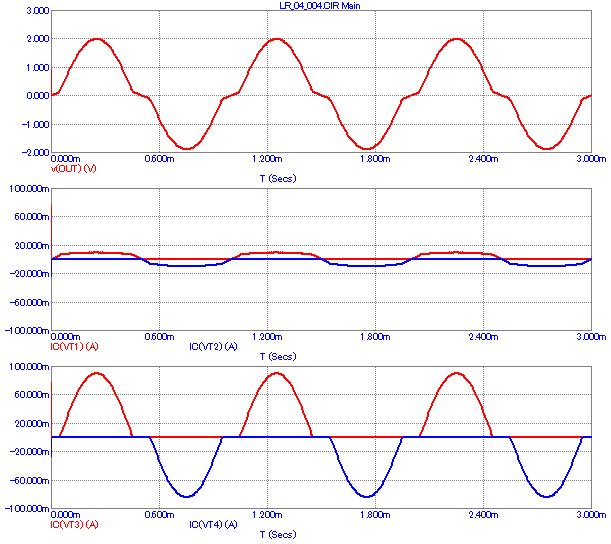 LR_04_004.CIR Main
3.000
2.000
1.000
0.000
-1.000
-2.000
0.000m 0.600m 1.200m 1.800m 2.400m 3.000m
v(OUT) (V)
T (Secs)
100.000m
60.000m
20.000m
-20.000m
-60.000m
-100.000m
0.000m 0.600m 1.200m 1.800m 2.400m 3.000m
IC(VT1) (A) IC(VT2) (A)
T (Secs)
100.000m
60.000m
20.000m
-20.000m
-60.000m
-100.000m
0.000m 0.600m 1.200m 1.800m 2.400m 3.000m
IC(VT3) (A) IC(VT4) (A)
T (Secs)